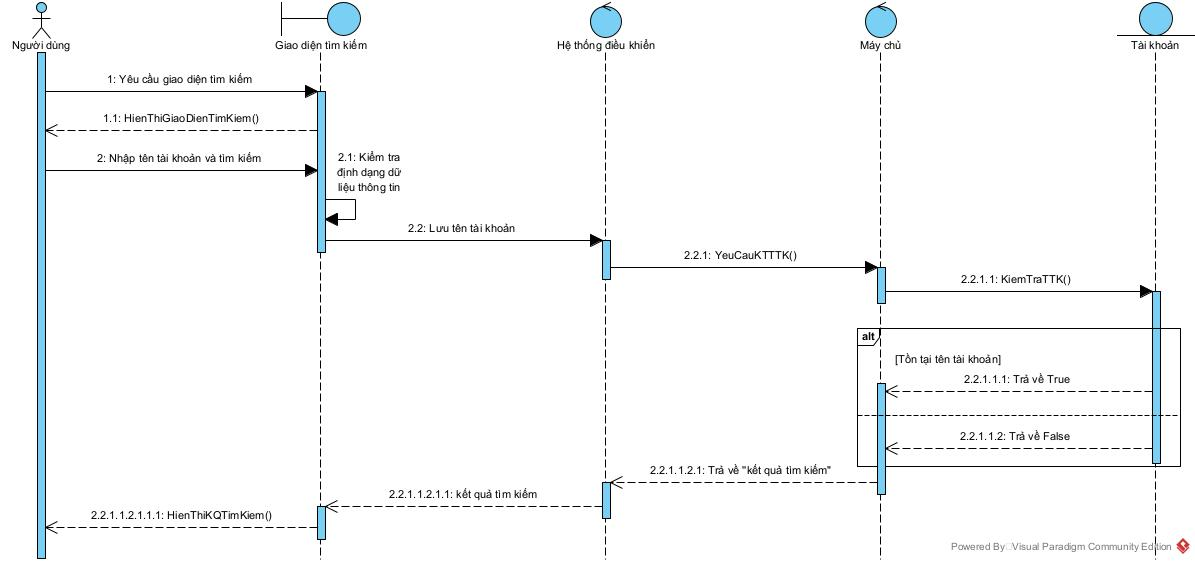 Người dùng
Giao diện tìm kiếm
Hệ thống điều khiển
Máy chủ
Tài khoản
1: Yêu cầu giao diện tìm kiếm
1.1: HienThiGiaoDienTimKiem()
2: Nhập tên tài khoản và tìm kiếm
2.1: Kiểm tra
định dạng dữ
liệu thông tin
2.2: Lưu tên tài khoản
2.2.1: YeuCauKTTTK()
2.2.1.1: KiemTraTTK()
alt
[Tồn tại tên tài khoản]
2.2.1.1.1: Trả về True
2.2.1.1.2: Trả về False
2.2.1.1.2.1: Trả về "kết quả tìm kiếm"
2.2.1.1.2.1.1: kết quả tìm kiếm
2.2.1.1.2.1.1.1: HienThiKQTimKiem()
Powered By Visual Paradigm Community Edition